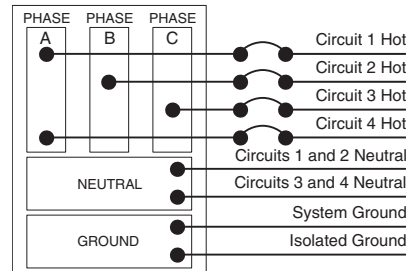 PHASE PHASE PHASE
A B C
Circuit 1 Hot
Circuit 2 Hot
Circuit 3 Hot
Circuit 4 Hot
Circuits 1 and 2 Neutral
NEUTRAL
Circuits 3 and 4 Neutral
System Ground
GROUND
Isolated Ground